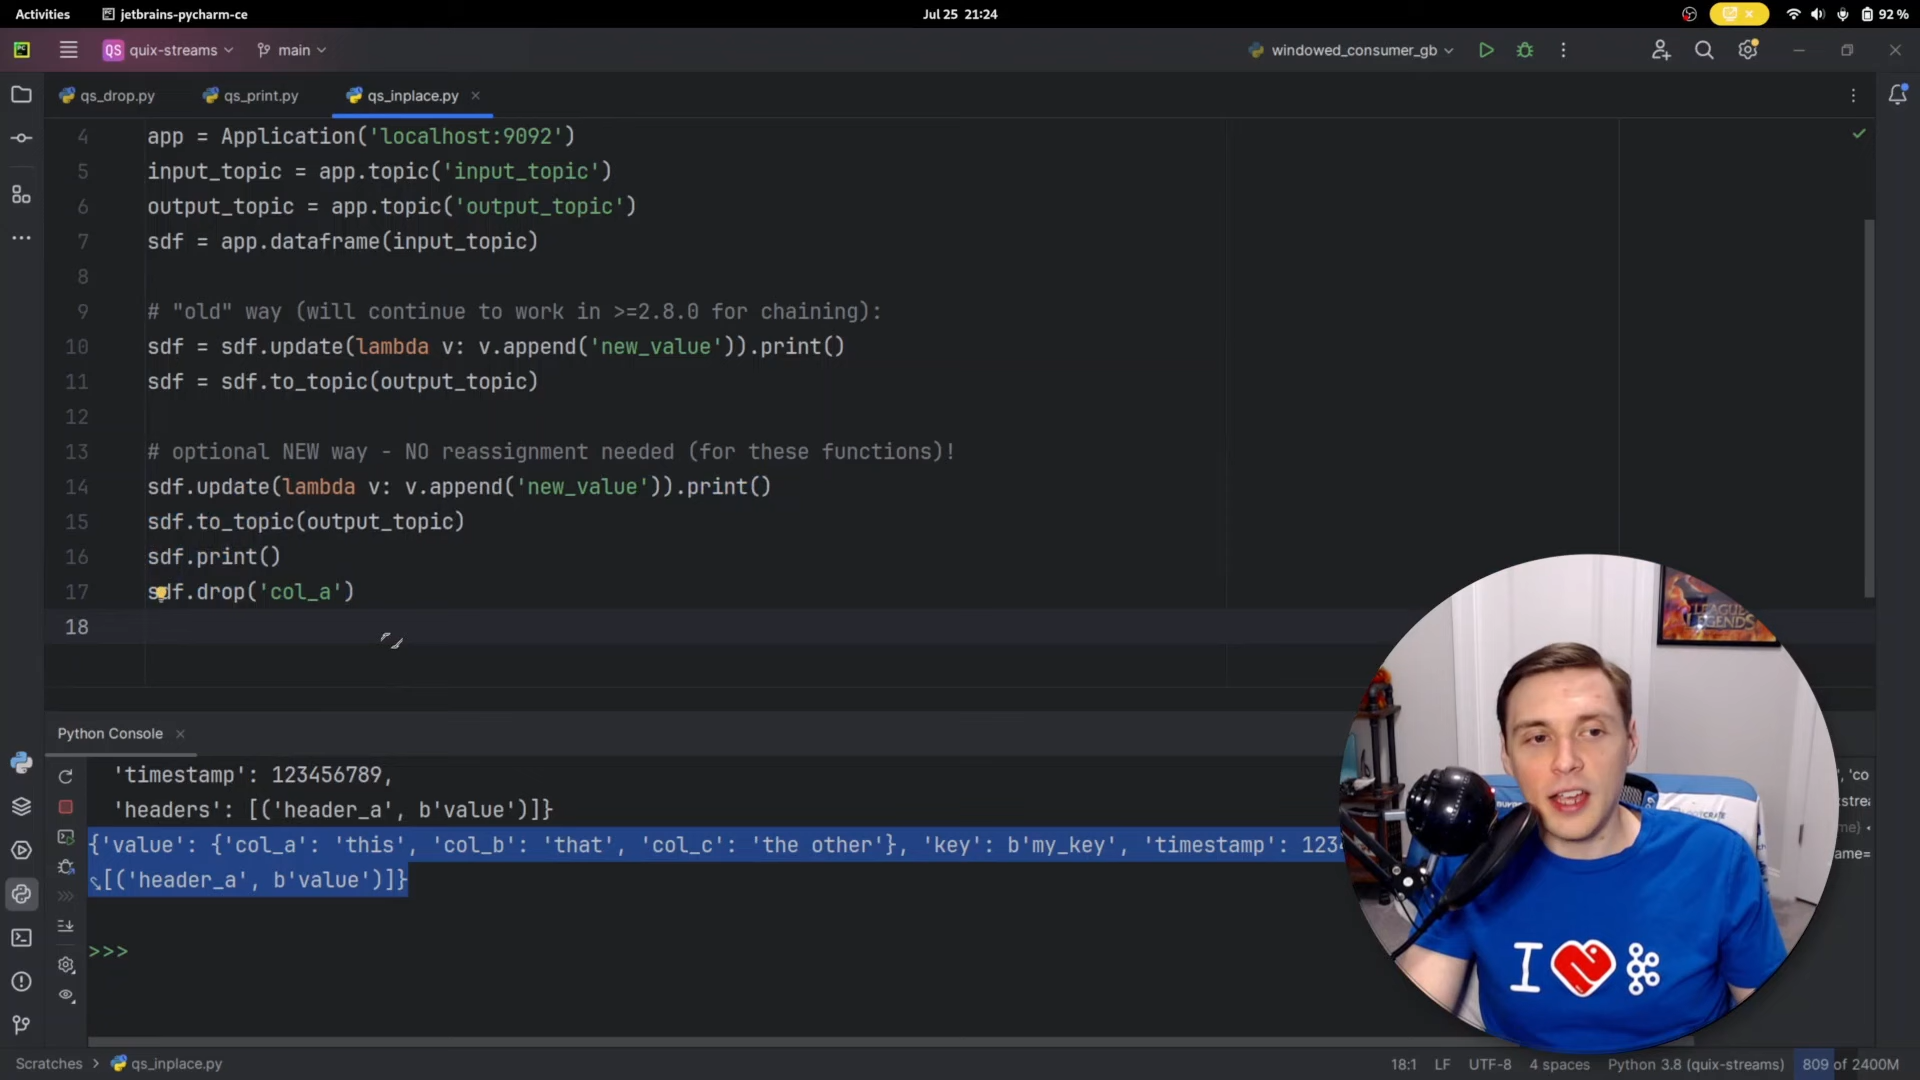 Activities
jetbrains-pycharm-ce
Jul 25 21:24
92 %
QS quix-streams
main
windowed_consumer_gb
qs_drop.py
qs_print.py
qs_inplace.py
4 app = Application('localhost:9092')
5 input_topic = app.topic('input_topic')
6 output_topic = app.topic('output_topic')
7 sdf = app.dataframe(input_topic)
8
9 # "old" way (will continue to work in >=2.8.0 for chaining):
10 sdf = sdf.update(lambda v: v.append('new_value')).print()
11 sdf = sdf.to_topic(output_topic)
12
13 # optional NEW way - NO reassignment needed (for these functions)!
14 sdf.update(lambda v: v.append('new_value')).print()
15 sdf.to_topic(output_topic)
16 sdf.print()
17 sdf.drop('col_a')
18
LEAGUE
LEGENDS
Python Console
'timestamp': 123456789,
'headers': [('header_a', b'value')]}
{'value': {'col_a': 'this', 'col_b': 'that', 'col_c': 'the other'}, 'key': b'my_key', 'timestamp': 123
[('header_a', b'value')]}
>>>
I
Scratches > qs_inplace.py
18:1 LF UTF-8 4 spaces Python 3.8 (quix-streams) 809 of 2400M